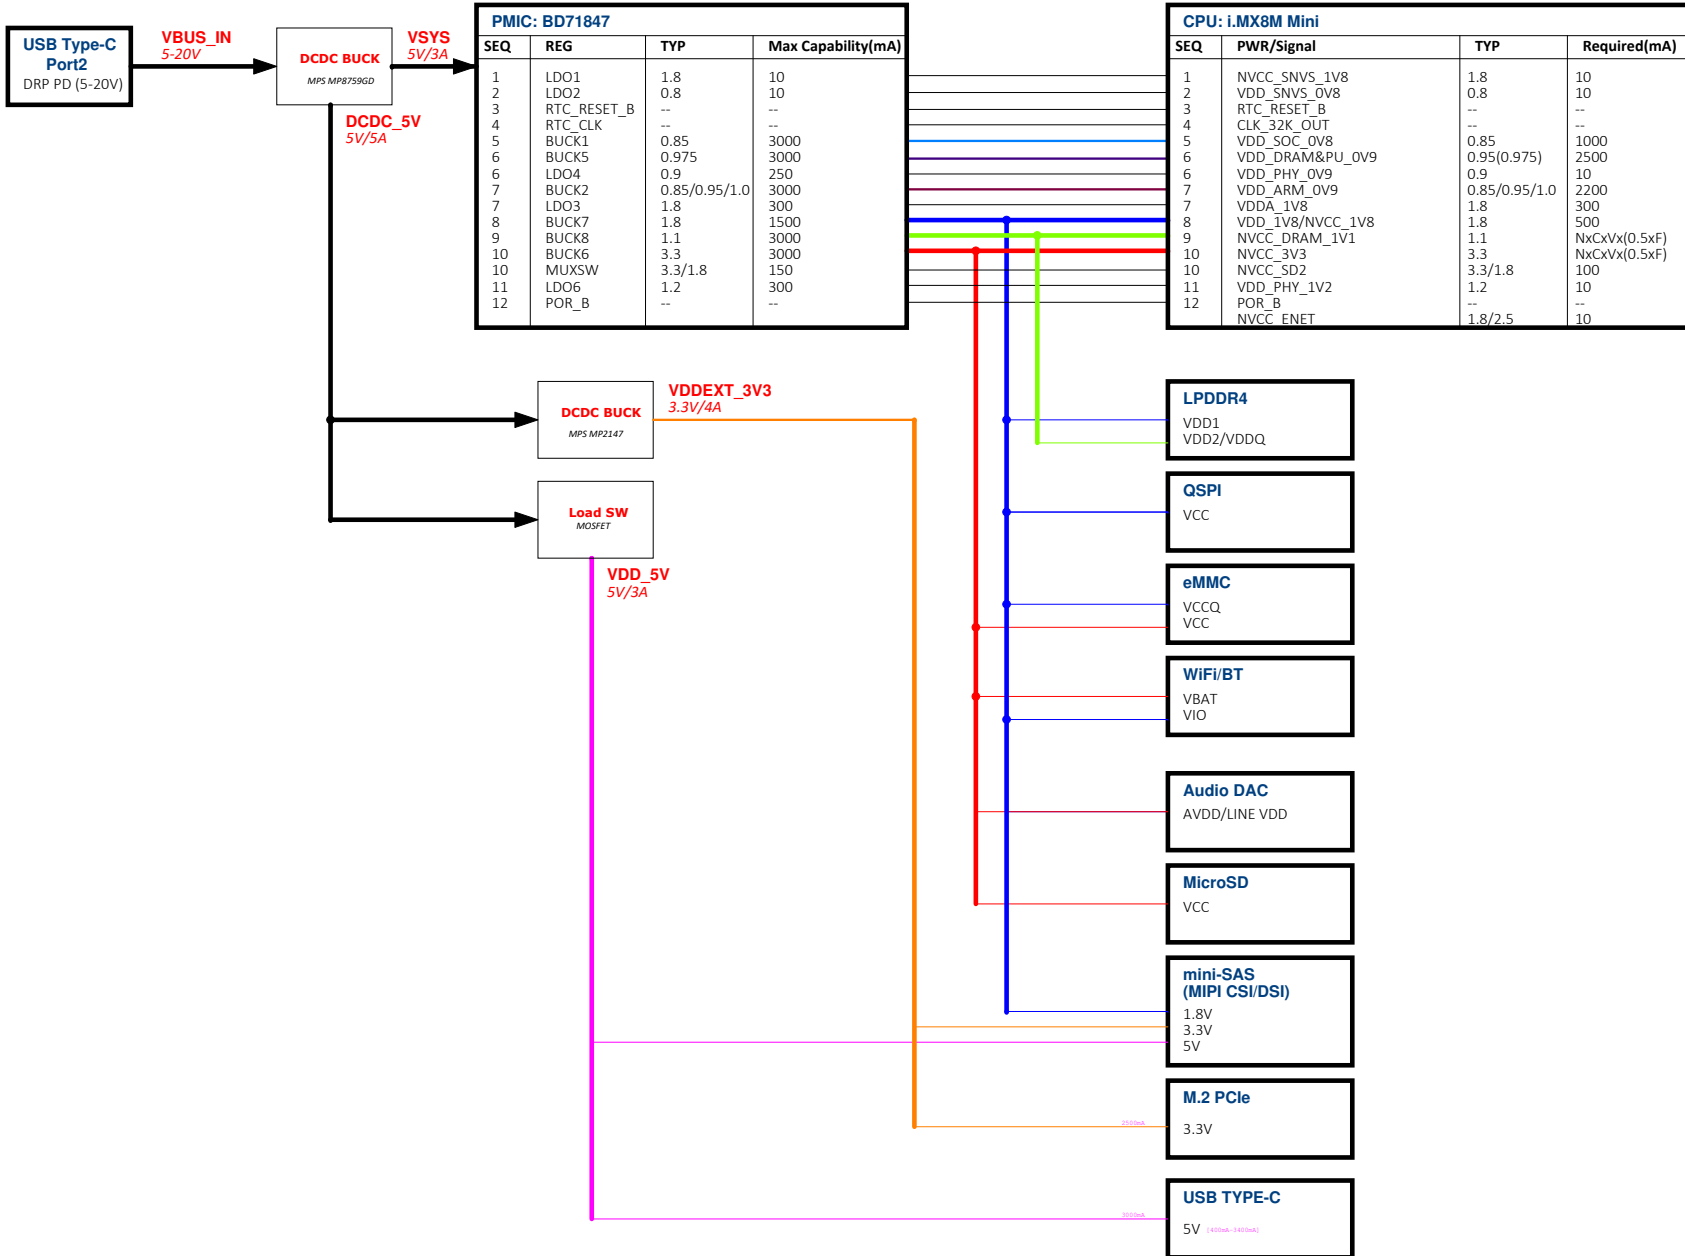 USB Type-C
Port2
DRP PD (5-20V)
VBUS_IN
5-20V
DCDC BUCK
MPS MP8759GD
VSYS
5V/3A
DCDC_5V
5V/5A
PMIC: BD71847
SEQ REG TYP Max Capability(mA)
1 LDO1 1.8 10
2 LDO2 0.8 10
3 RTC_RESET_B -- --
4 RTC_CLK -- --
5 BUCK1 0.85 3000
6 BUCK5 0.975 3000
6 LDO4 0.9 250
7 BUCK2 0.85/0.95/1.0 3000
7 LDO3 1.8 300
8 BUCK7 1.8 1500
9 BUCK8 1.1 3000
10 BUCK6 3.3 3000
10 MUXSW 3.3/1.8 150
11 LDO6 1.2 300
12 POR_B -- --
CPU: i.MX8M Mini
SEQ PWR/Signal TYP Required(mA)
1 NVCC_SNVS_1V8 1.8 10
2 VDD_SNVS_0V8 0.8 10
3 RTC_RESET_B -- --
4 CLK_32K_OUT -- --
5 VDD_SOC_0V8 0.85 1000
6 VDD_DRAM&PU_0V9 0.95(0.975) 2500
6 VDD_PHY_0V9 0.9 10
7 VDD_ARM_0V9 0.85/0.95/1.0 2200
7 VDDA_1V8 1.8 300
8 VDD_1V8/NVCC_1V8 1.8 500
9 NVCC_DRAM_1V1 1.1 NxCxVx(0.5xF)
10 NVCC_3V3 3.3 NxCxVx(0.5xF)
10 NVCC_SD2 3.3/1.8 100
11 VDD_PHY_1V2 1.2 10
12 POR_B -- --
NVCC_ENET 1.8/2.5 10
DCDC BUCK
MPS MP2147
VDDEXT_3V3
3.3V/4A
Load SW
MOSFET
VDD_5V
5V/3A
LPDDR4
VDD1
VDD2/VDDQ
QSPI
VCC
eMMC
VCCQ
VCC
WiFi/BT
VBAT
VIO
Audio DAC
AVDD/LINE VDD
MicroSD
VCC
mini-SAS
(MIPI CSI/DSI)
1.8V
3.3V
5V
M.2 PCIe
2500mA
3.3V
USB TYPE-C
3000mA
5V [400mA-3400mA]